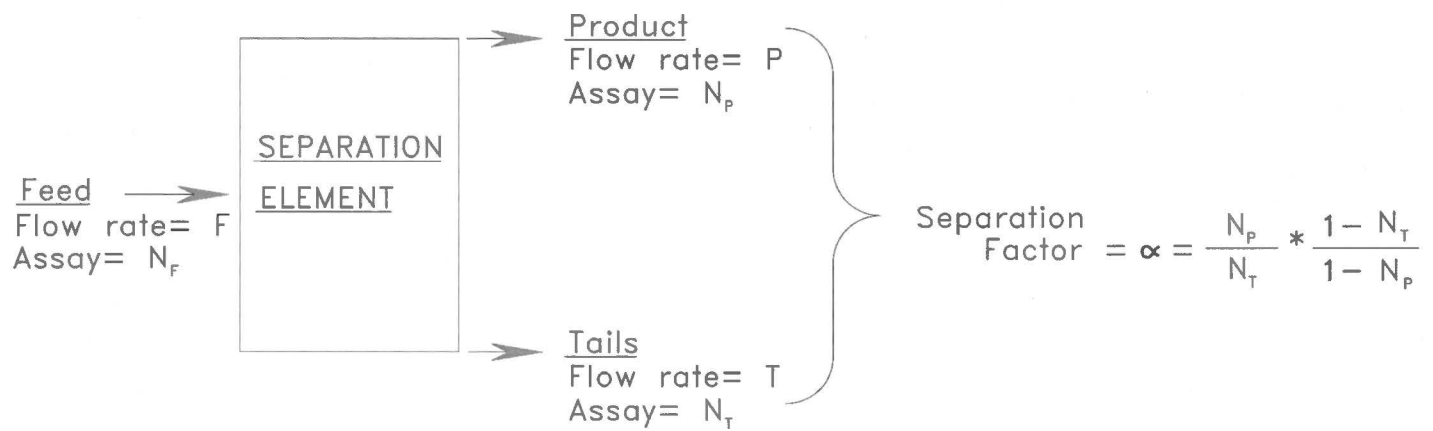 Feed
Flow rate= F
Assay= N_F
SEPARATION
ELEMENT
Product
Flow rate= P
Assay= N_P
Tails
Flow rate= T
Assay= N_T
Separation
Factor = α = N_P / N_T * 1 − N_T / 1 − N_P